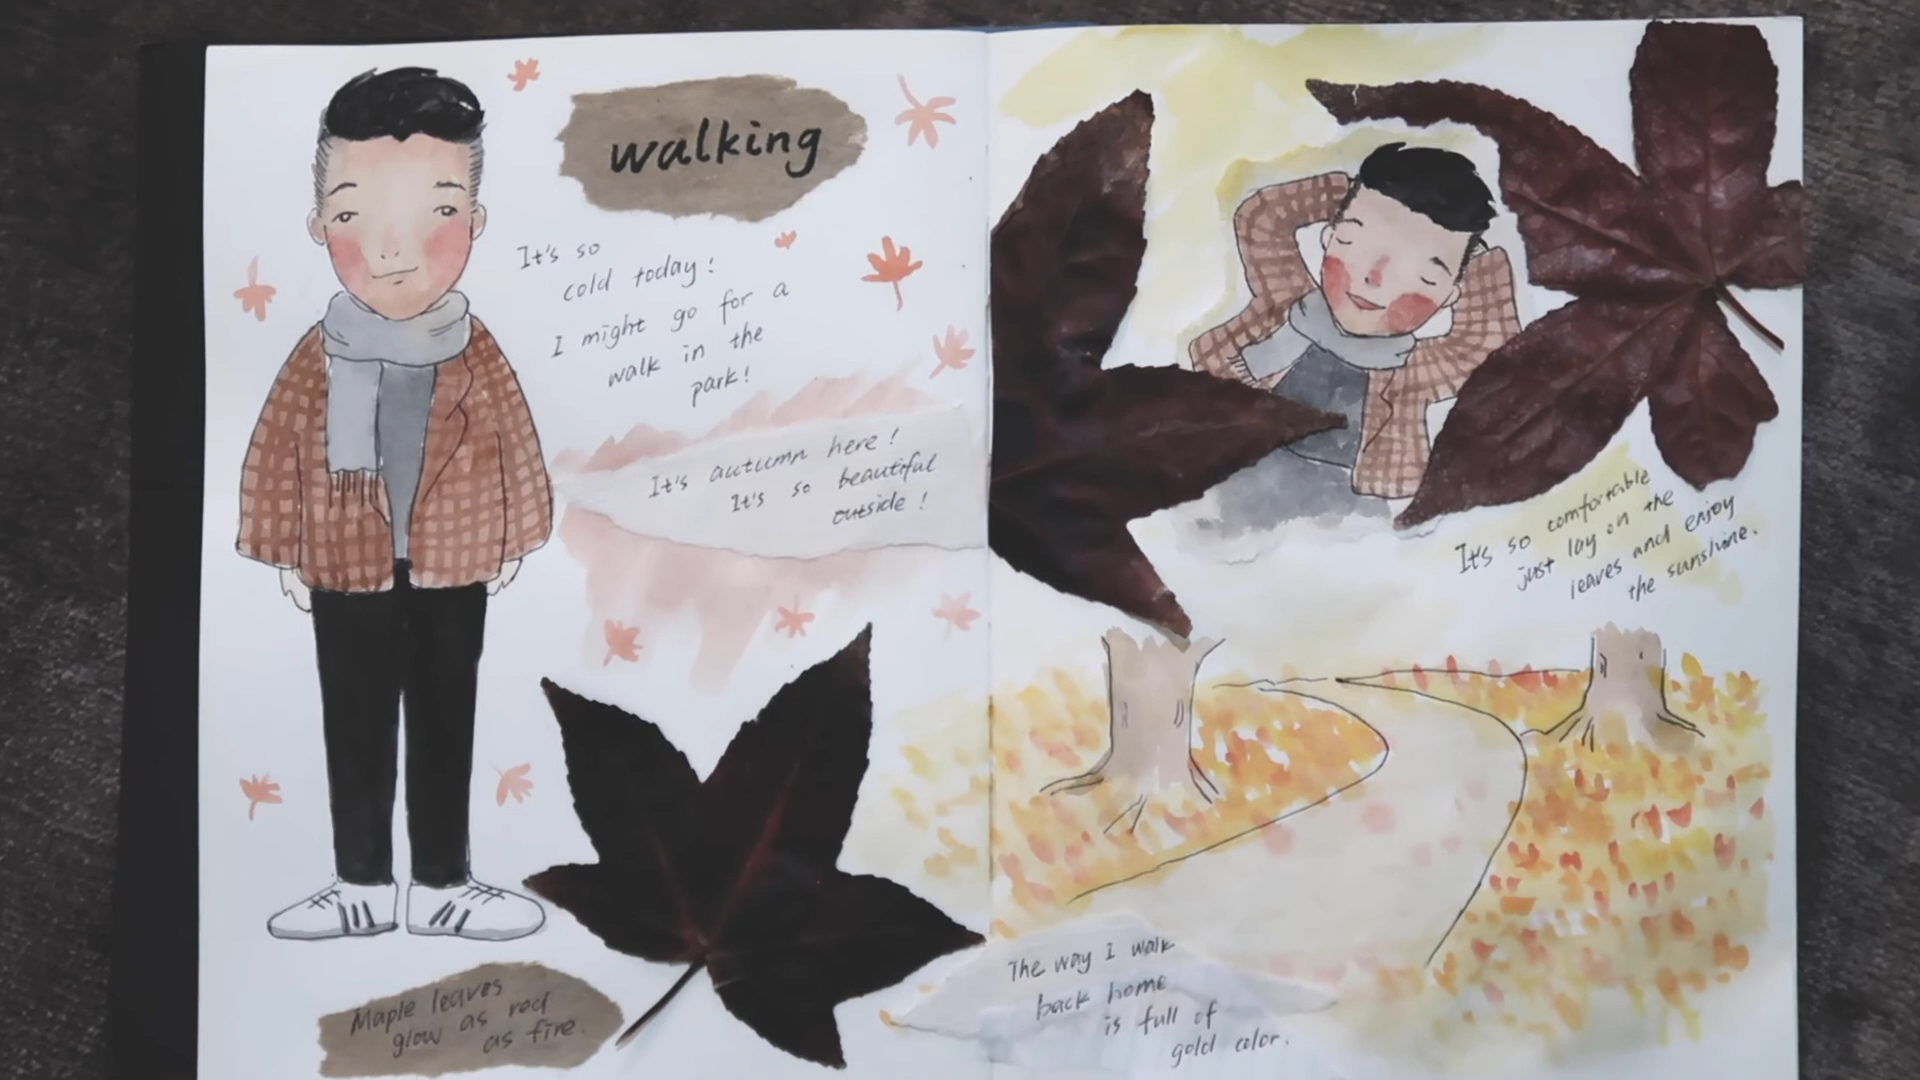 walking
It's so
cold today!
I might go for a
walk in the
park!
It's autumn here!
It's so beautiful
outside!
Maple leaves
glow as red
as fire.
It's so comfortable
just lay on the
leaves and enjoy
the sunshine.
The way I walk
back home
is full of
gold color.